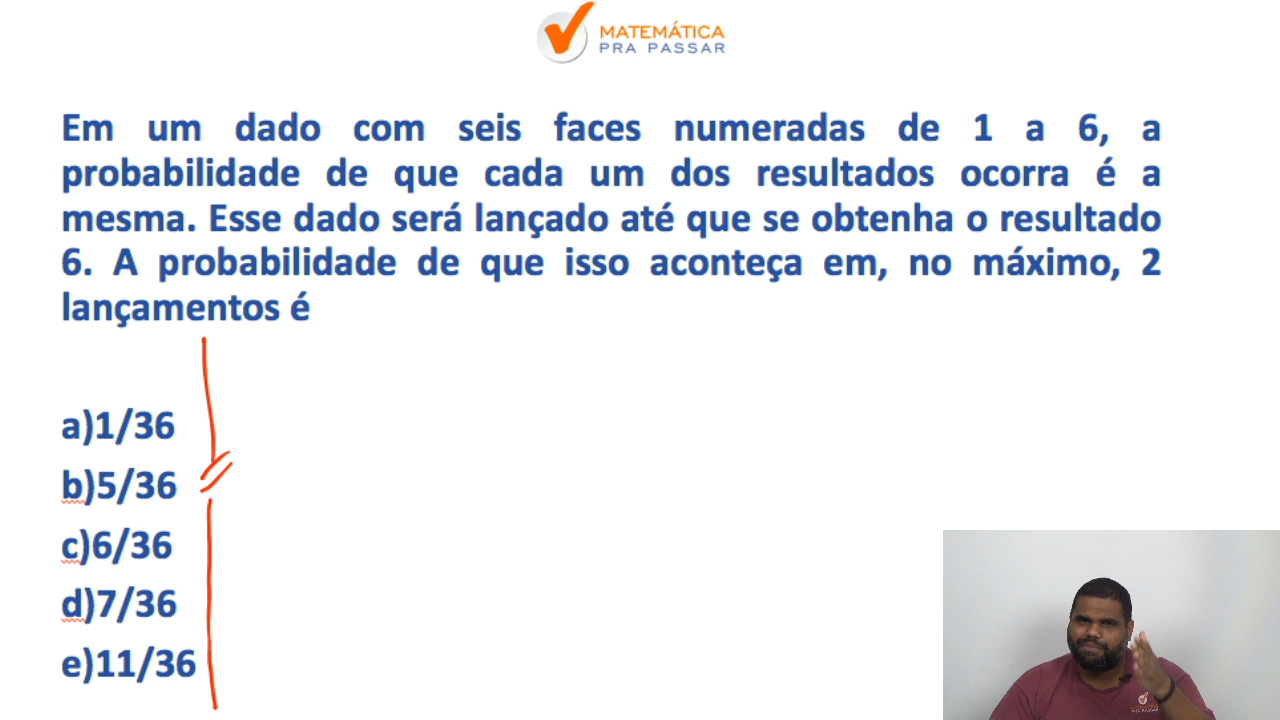 MATEMÁTICA
PRA PASSAR
Em um dado com seis faces numeradas de 1 a 6, a
probabilidade de que cada um dos resultados ocorra é a
mesma. Esse dado será lançado até que se obtenha o resultado
6. A probabilidade de que isso aconteça em, no máximo, 2
lançamentos é
a)1/36
b)5/36
c)6/36
d)7/36
e)11/36
PRA PASSAR